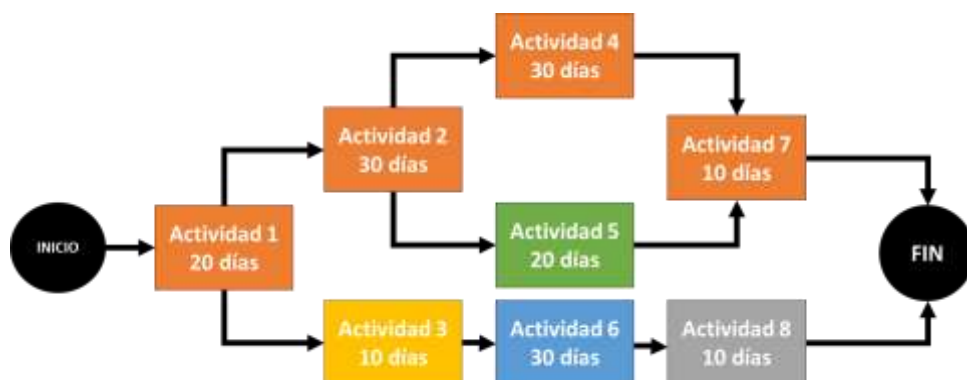 Actividad 4
30 días
Actividad 2
30 días
Actividad 7
10 días
INICIO
Actividad 1
20 días
Actividad 5
20 días
FIN
Actividad 3
10 días
Actividad 6
30 días
Actividad 8
10 días